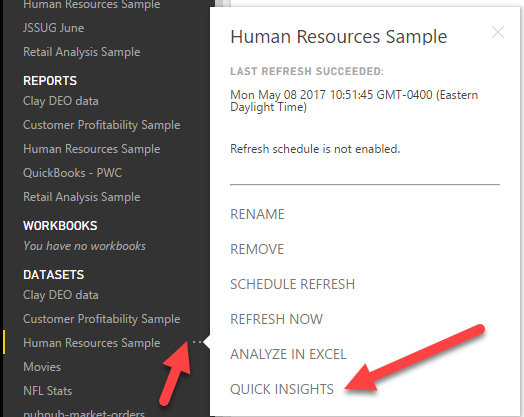 Human Resources Sample
JSSUG June
Retail Analysis Sample
REPORTS
Clay DEO data
Customer Profitability Sample
Human Resources Sample
QuickBooks - PWC
Retail Analysis Sample
WORKBOOKS
You have no workbooks
DATASETS
Clay DEO data
Customer Profitability Sample
Human Resources Sample
Movies
NFL Stats
pubnub-market-orders
Human Resources Sample
LAST REFRESH SUCCEEDED:
Mon May 08 2017 10:51:45 GMT-0400 (Eastern
Daylight Time)
Refresh schedule is not enabled.
RENAME
REMOVE
SCHEDULE REFRESH
REFRESH NOW
ANALYZE IN EXCEL
QUICK INSIGHTS